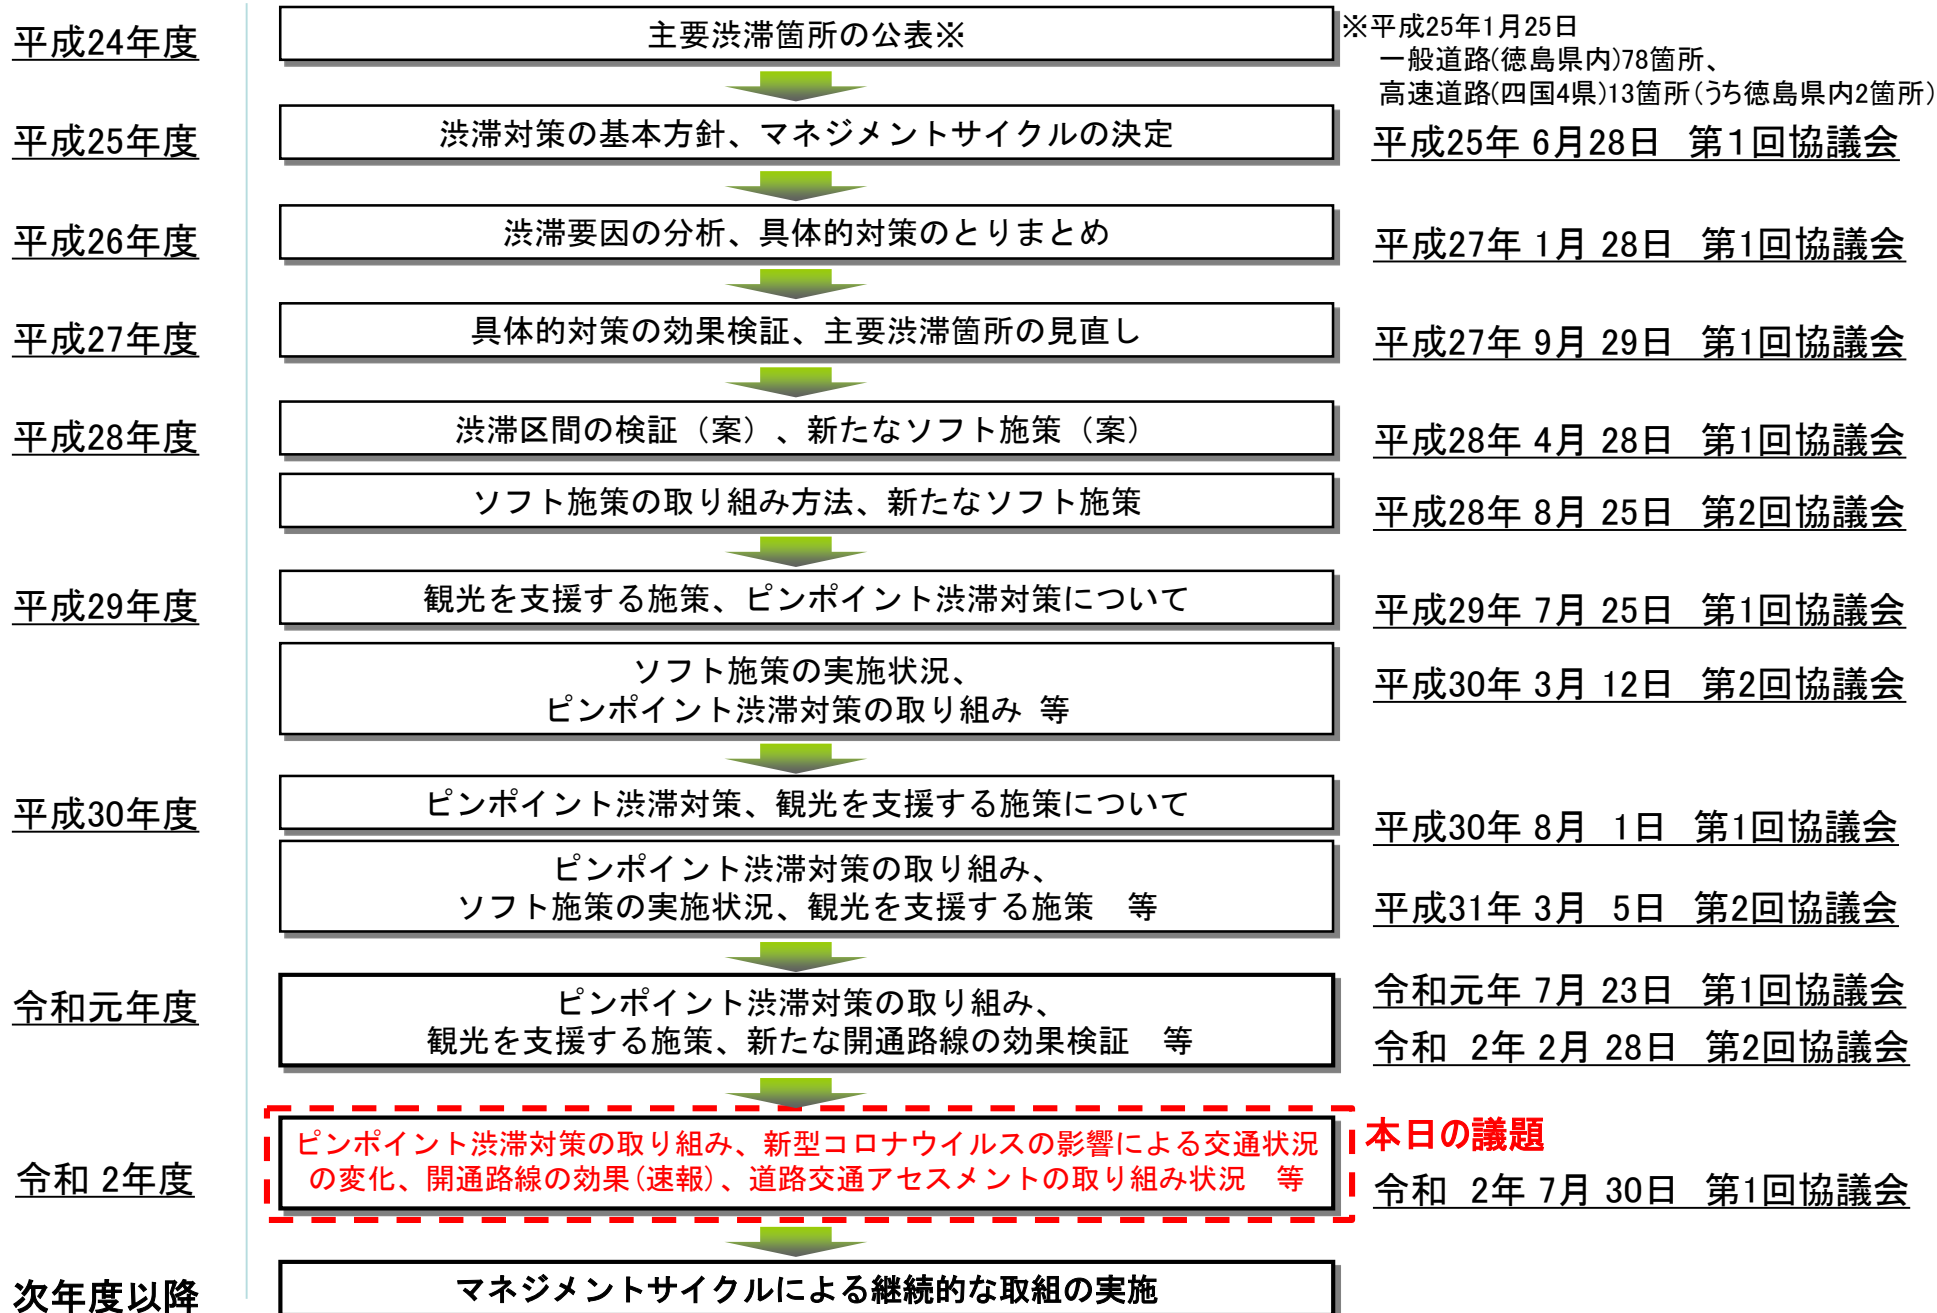 平成24年度
主要渋滞箇所の公表※
※平成25年1月25日
一般道路(徳島県内)78箇所、
高速道路(四国4県)13箇所(うち徳島県内2箇所)
平成25年度
渋滞対策の基本方針、マネジメントサイクルの決定
平成25年 6月28日 第１回協議会
平成26年度
渋滞要因の分析、具体的対策のとりまとめ
平成27年 1月 28日 第1回協議会
平成27年度
具体的対策の効果検証、主要渋滞箇所の見直し
平成27年 9月 29日 第1回協議会
平成28年度
渋滞区間の検証（案）、新たなソフト施策（案）
平成28年 4月 28日 第1回協議会
ソフト施策の取り組み方法、新たなソフト施策
平成28年 8月 25日 第2回協議会
平成29年度
観光を支援する施策、ピンポイント渋滞対策について
平成29年 7月 25日 第1回協議会
ソフト施策の実施状況、
ピンポイント渋滞対策の取り組み 等
平成30年 3月 12日 第2回協議会
平成30年度
ピンポイント渋滞対策、観光を支援する施策について
平成30年 8月 1日 第1回協議会
ピンポイント渋滞対策の取り組み、
ソフト施策の実施状況、観光を支援する施策 等
平成31年 3月 5日 第2回協議会
令和元年度
ピンポイント渋滞対策の取り組み、
観光を支援する施策、新たな開通路線の効果検証 等
令和元年 7月 23日 第1回協議会
令和 2年 2月 28日 第2回協議会
令和 2年度
ピンポイント渋滞対策の取り組み、新型コロナウイルスの影響による交通状況
の変化、開通路線の効果(速報)、道路交通アセスメントの取り組み状況 等
本日の議題
令和 2年 7月 30日 第1回協議会
次年度以降
マネジメントサイクルによる継続的な取組の実施